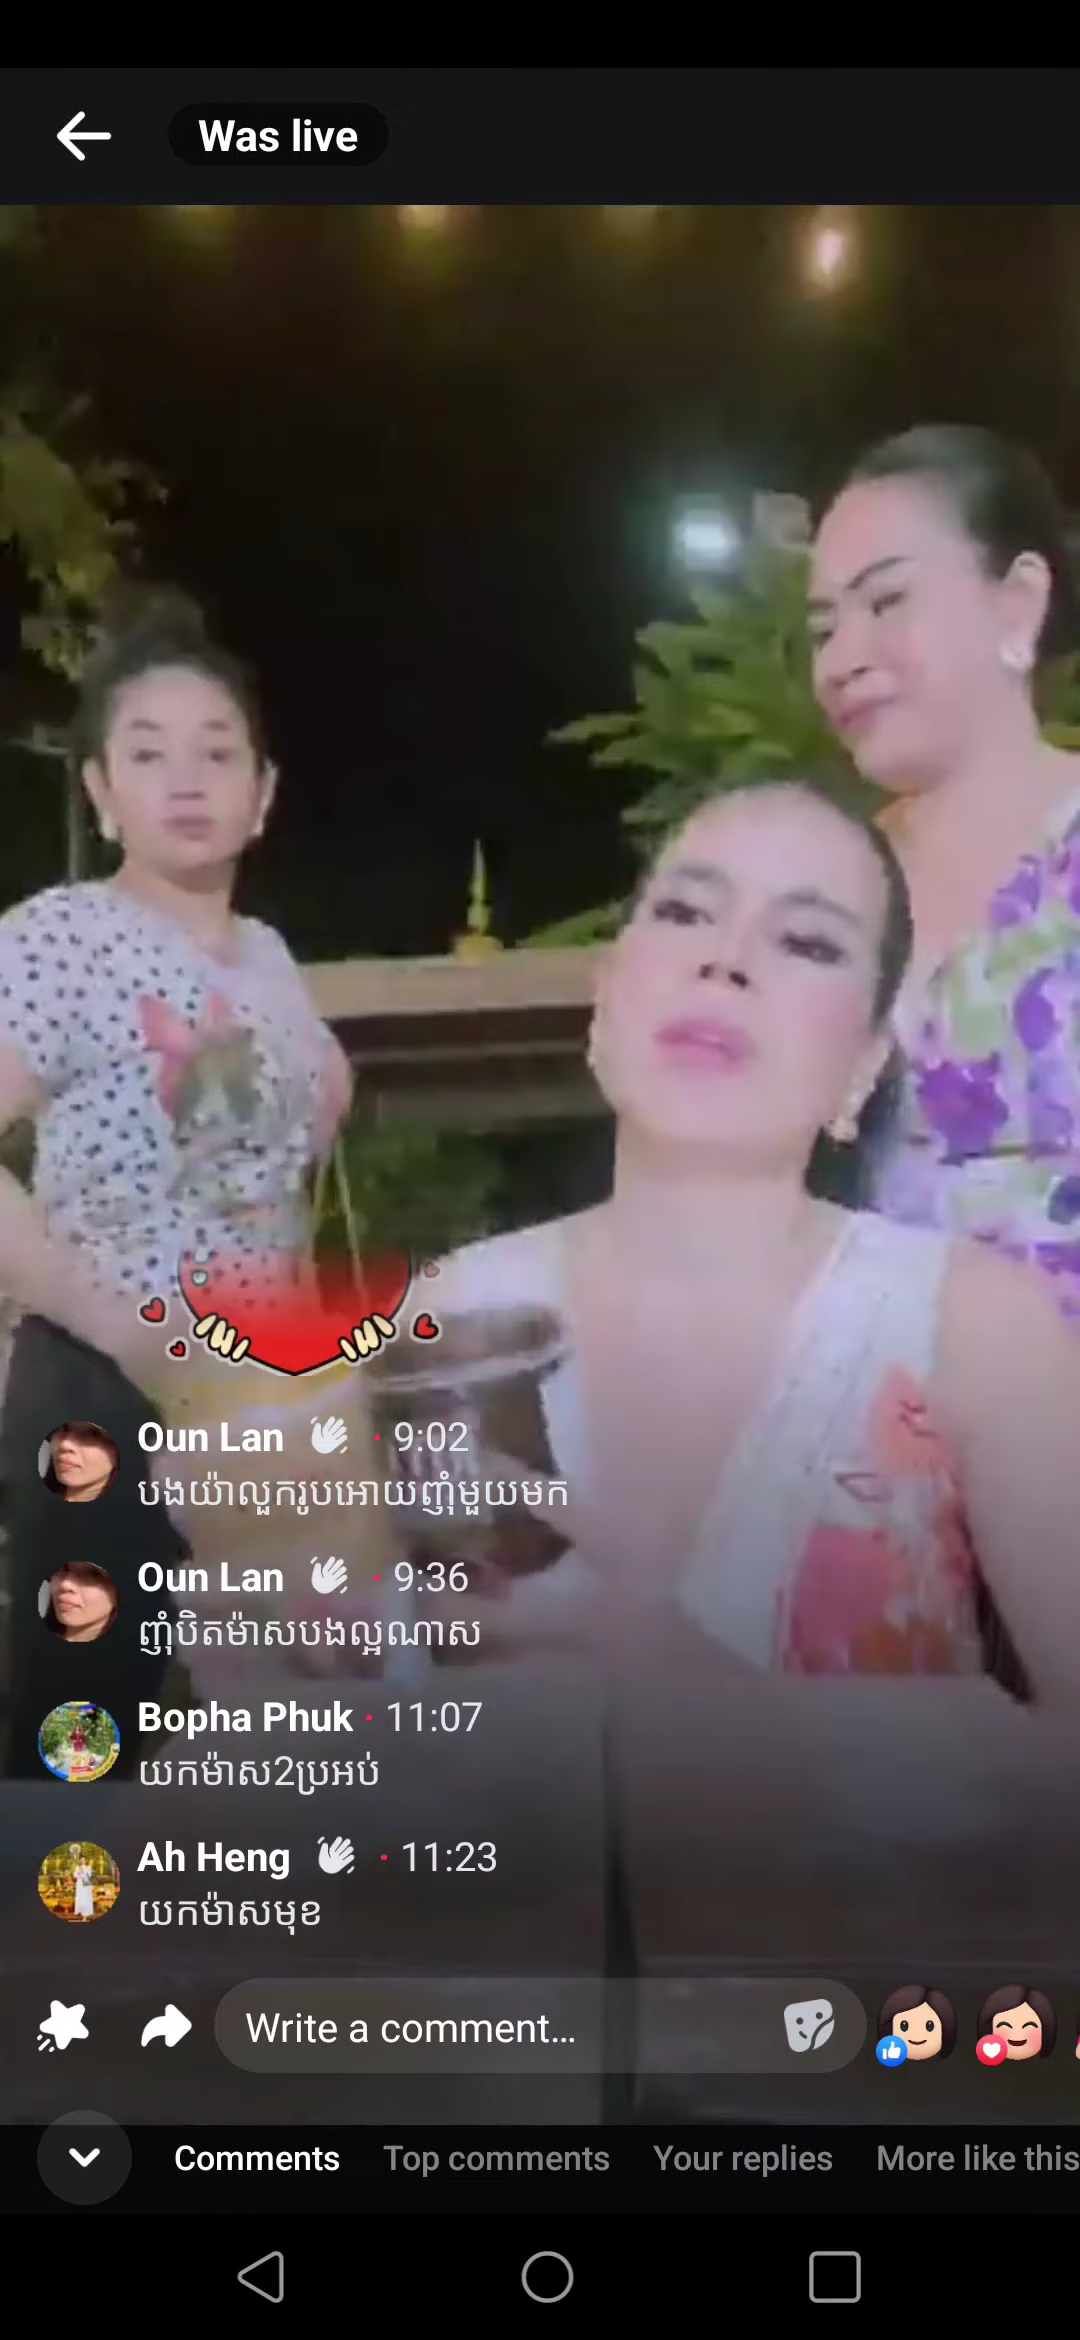 Was live
Oun Lan · 9:02
បងយ៉ាលួករូបអោយញ៉ុំមួយមក
Oun Lan · 9:36
ញ៉ុំបិតម៉ាសបងល្អណាស
Bopha Phuk · 11:07
យកម៉ាស2ប្រអប់
Ah Heng · 11:23
យកម៉ាសមុខ
Write a comment...
Comments Top comments Your replies More like this